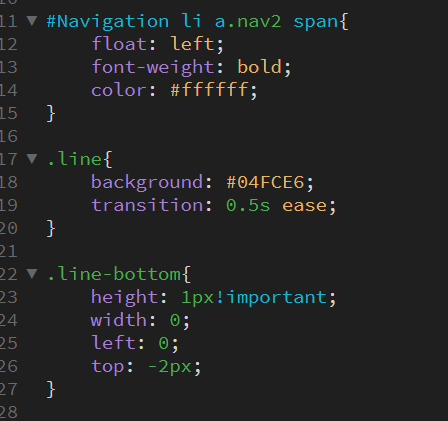 11 ▼ #Navigation li a.nav2 span{
12 float: left;
13 font-weight: bold;
14 color: #ffffff;
15 }
16
17 ▼ .line{
18 background: #04FCE6;
19 transition: 0.5s ease;
20 }
21
22 ▼ .line-bottom{
23 height: 1px!important;
24 width: 0;
25 left: 0;
26 top: -2px;
27 }
28